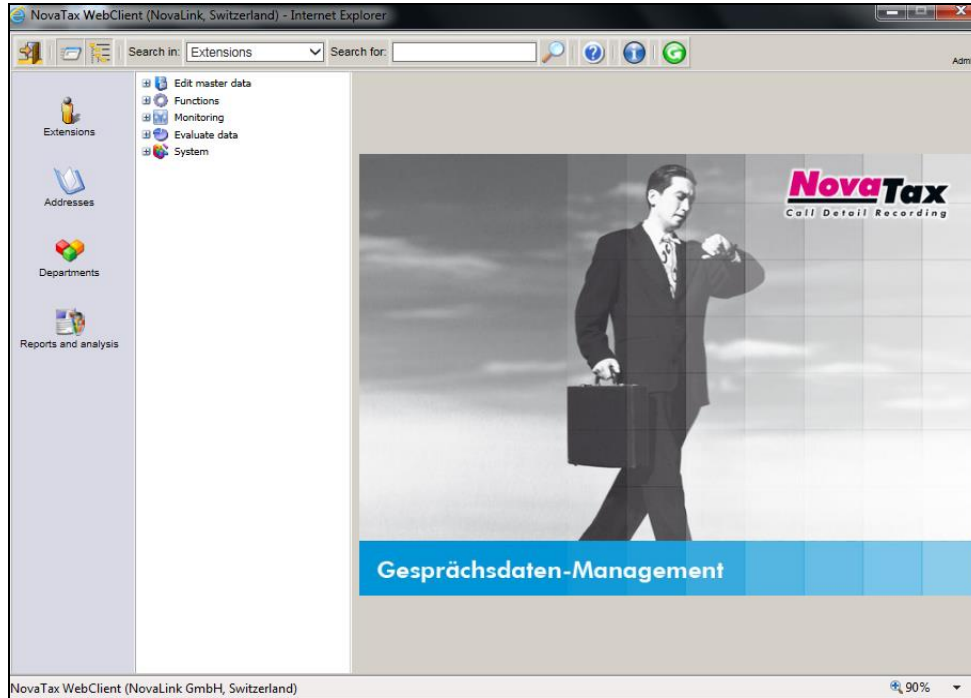 NovaTax WebClient (NovaLink, Switzerland) - Internet Explorer
Search in: Extensions Search for:
Adm
Extensions
Addresses
Departments
Reports and analysis
Edit master data
Functions
Monitoring
Evaluate data
System
NovaTax
Call Detail Recording
Gesprächsdaten-Management
NovaTax WebClient (NovaLink GmbH, Switzerland)
90%